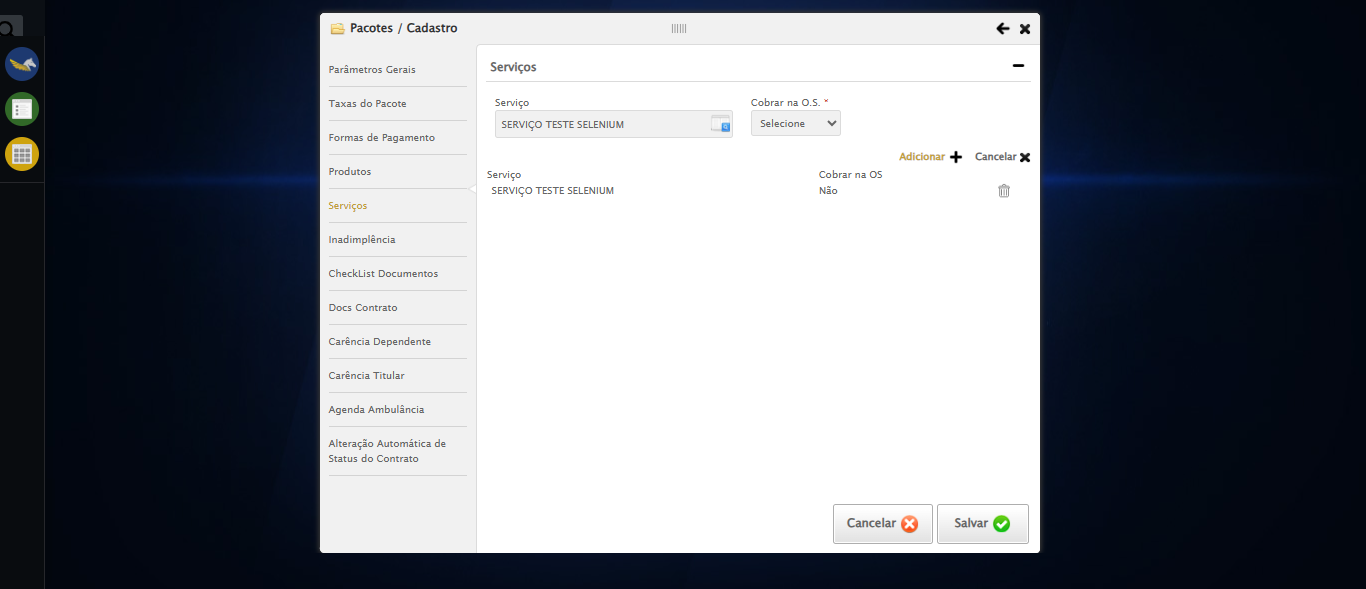 Pacotes / Cadastro
Parâmetros Gerais
Taxas do Pacote
Formas de Pagamento
Produtos
Serviços
Inadimplência
CheckList Documentos
Docs Contrato
Carência Dependente
Carência Titular
Agenda Ambulância
Alteração Automática de
Status do Contrato
Serviços
Serviço
Cobrar na O.S. *
SERVIÇO TESTE SELENIUM
Selecione
Adicionar
Cancelar
Serviço
Cobrar na OS
SERVIÇO TESTE SELENIUM
Não
Cancelar
Salvar